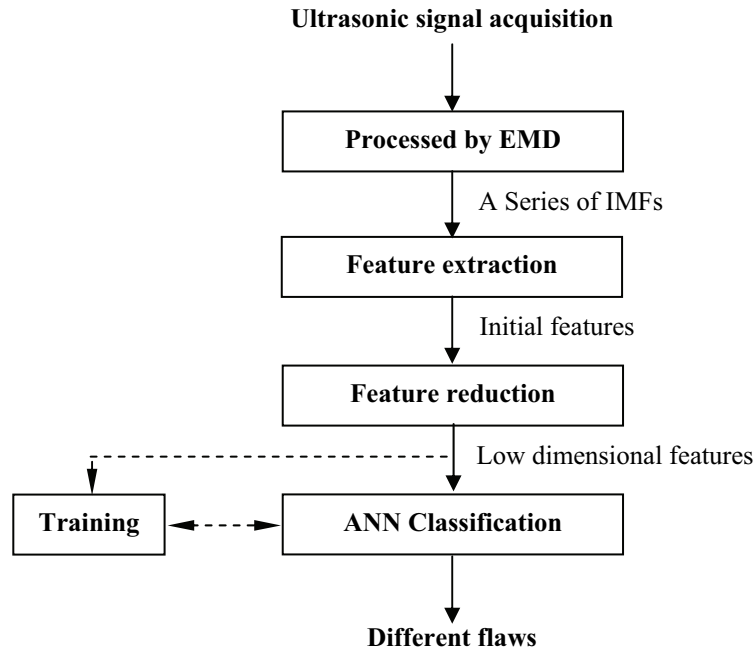 Ultrasonic signal acquisition
Processed by EMD
A Series of IMFs
Feature extraction
Initial features
Feature reduction
Low dimensional features
Training
ANN Classification
Different flaws